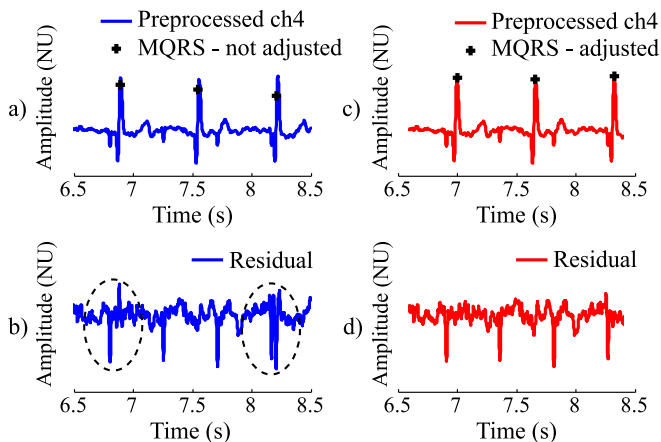 Preprocessed ch4
MQRS - not adjusted
a)
Amplitude (NU)
6.5 7 7.5 8 8.5
Time (s)
Preprocessed ch4
MQRS - adjusted
c)
Amplitude (NU)
6.5 7 7.5 8 8.5
Time (s)
Residual
b)
Amplitude (NU)
6.5 7 7.5 8 8.5
Time (s)
Residual
d)
Amplitude (NU)
6.5 7 7.5 8 8.5
Time (s)